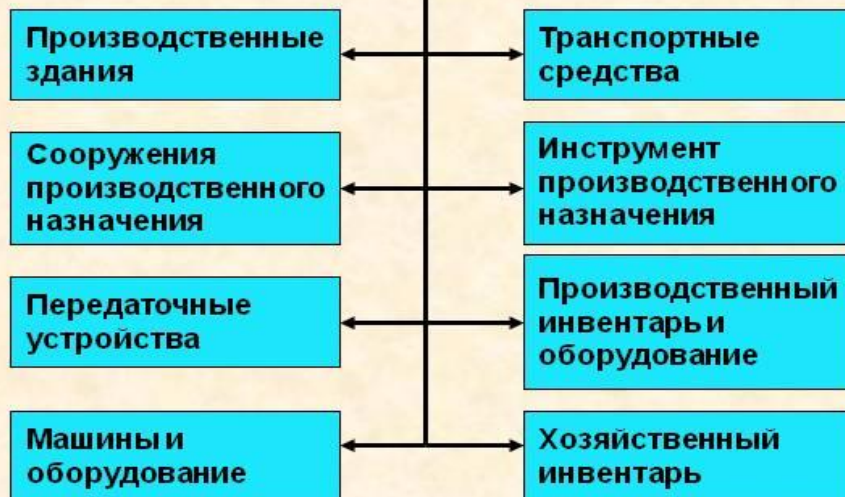 Производственные
здания
Сооружения
производственного
назначения
Передаточные
устройства
Машины и
оборудование
Транспортные
средства
Инструмент
производственного
назначения
Производственный
инвентарь и
оборудование
Хозяйственный
инвентарь